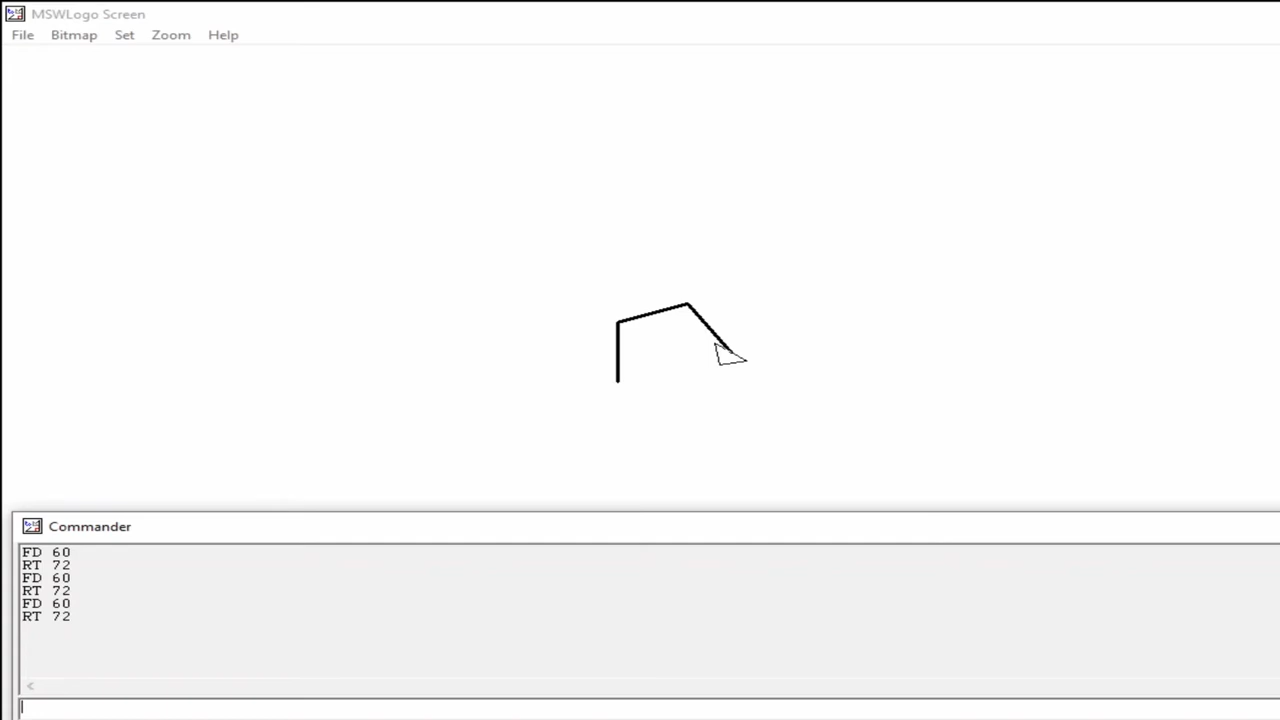 MSWLogo Screen
File Bitmap Set Zoom Help
Commander
FD 60
RT 72
FD 60
RT 72
FD 60
RT 72